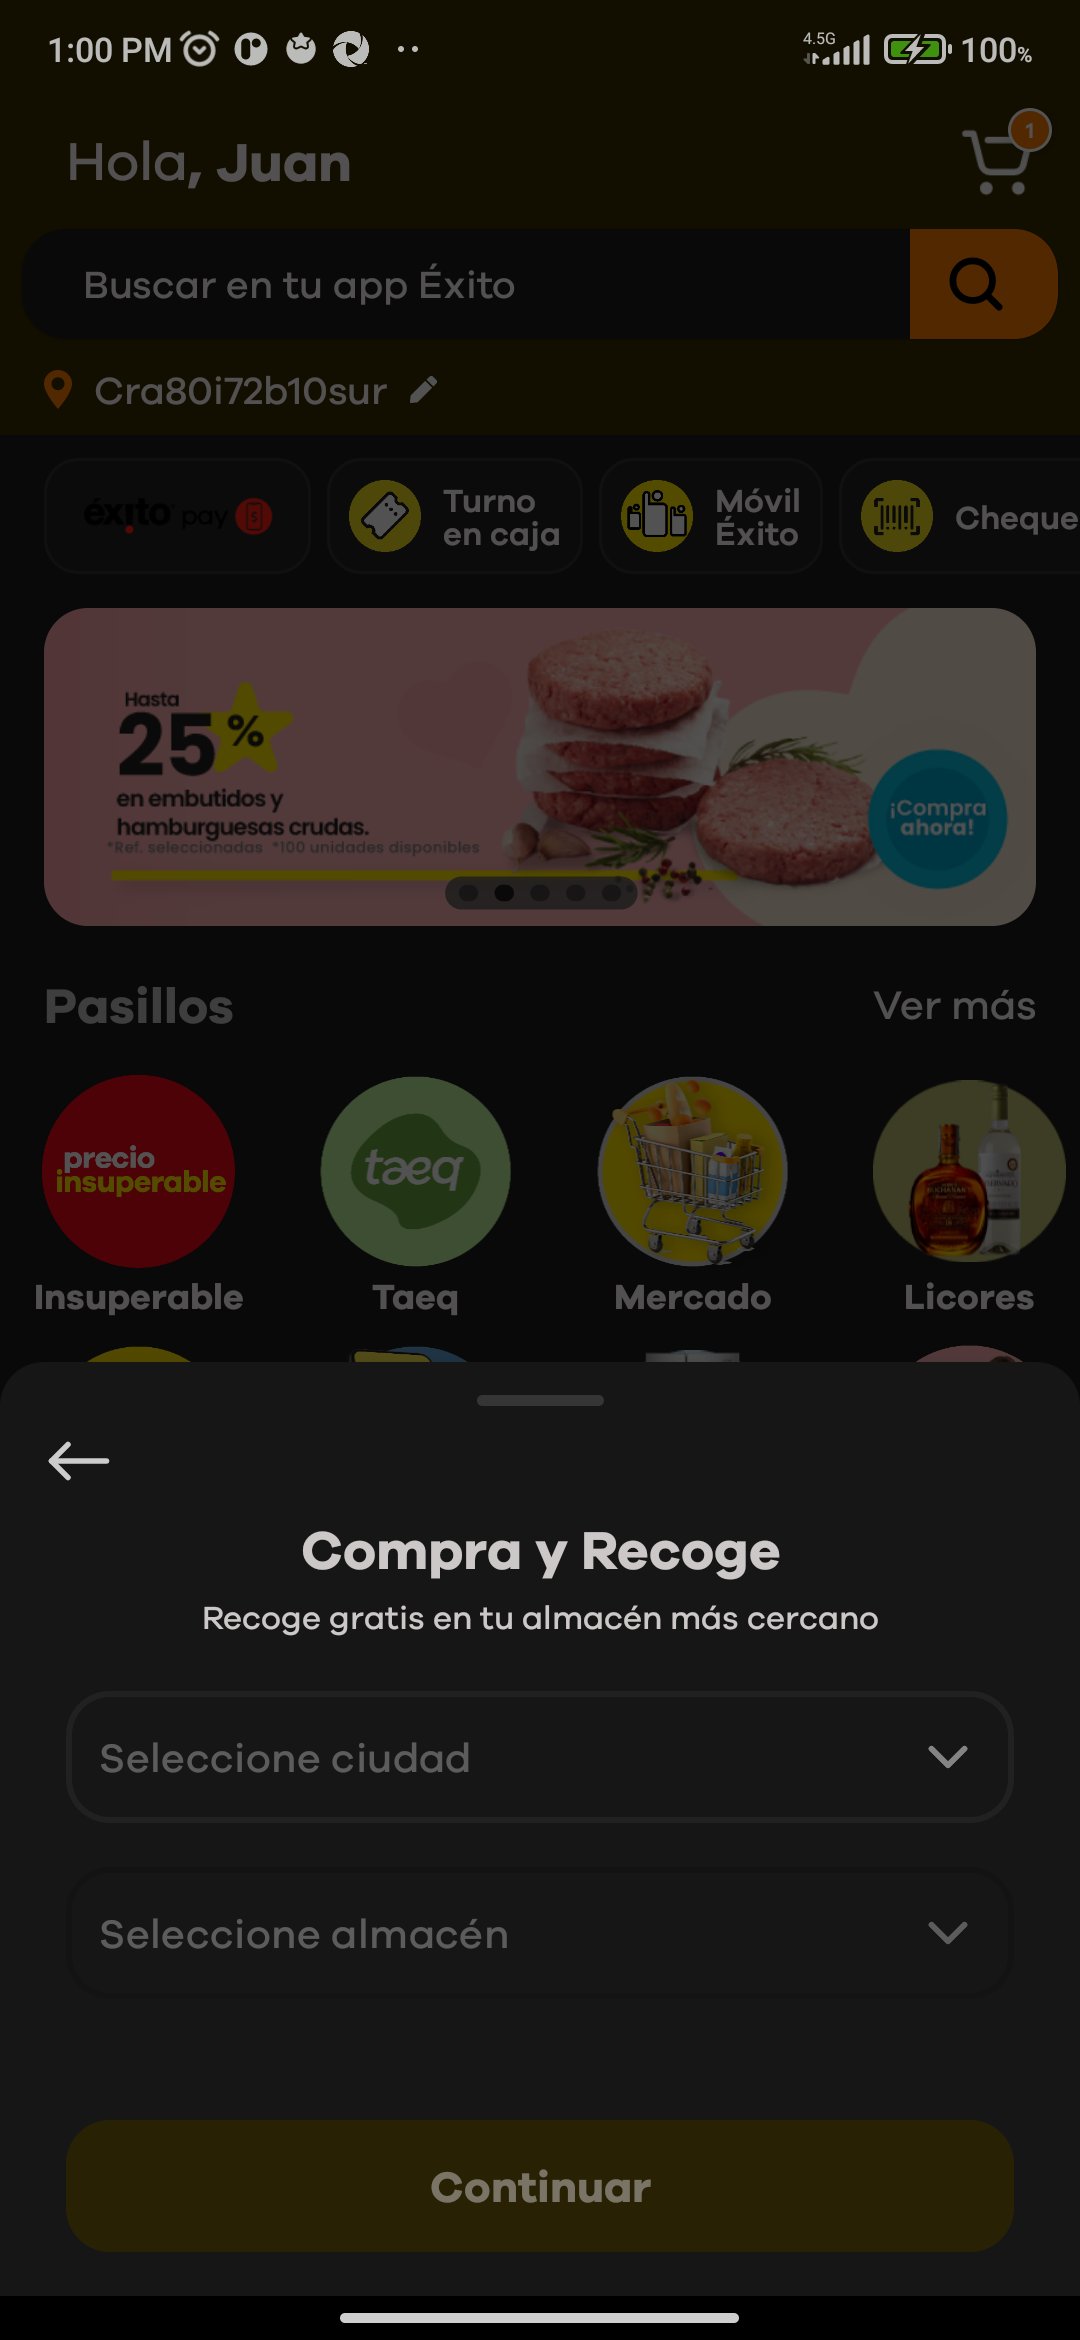 1:00 PM
4.5G
100%
Hola, Juan
1
Buscar en tu app Éxito
Cra80i72b10sur
éxito pay
$
Turno
en caja
Móvil
Éxito
Cheque
Hasta
25%
en embutidos y
hamburguesas crudas.
*Ref. seleccionadas *100 unidades disponibles
¡Compra
ahora!
Pasillos
Ver más
precio
insuperable
taeq
Insuperable
Taeq
Mercado
Licores
Compra y Recoge
Recoge gratis en tu almacén más cercano
Seleccione ciudad
Seleccione almacén
Continuar